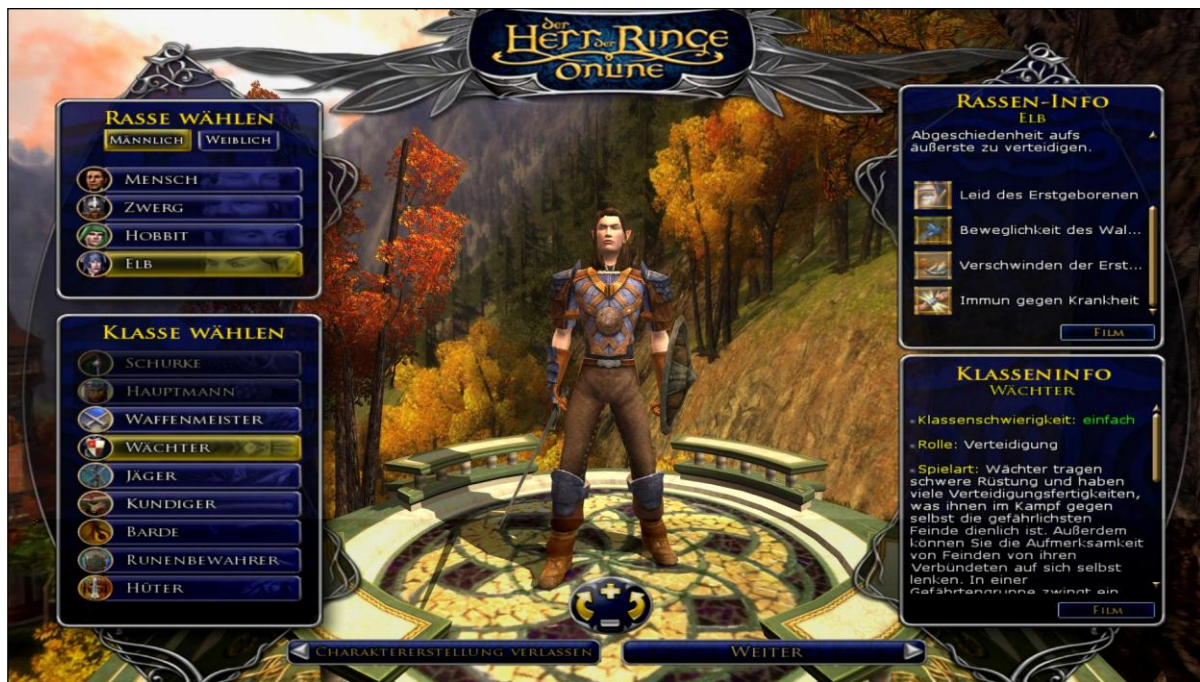 der
Herr der Ringe
Online
Rasse wählen
Männlich Weiblich
Mensch
Zwerg
Hobbit
Elb
Klasse wählen
Schurke
Hauptmann
Waffenmeister
Wächter
Jäger
Kundiger
Barde
Runenbewahrer
Hüter
Rassen-Info
Elb
Abgeschiedenheit aufs
äußerste zu verteidigen.
Leid des Erstgeborenen
Beweglichkeit des Wal...
Verschwinden der Erst...
Immun gegen Krankheit
Film
Klasseninfo
Wächter
Klassenschwierigkeit: einfach
Rolle: Verteidigung
Spielart: Wächter tragen
schwere Rüstung und haben
viele Verteidigungsfertigkeiten,
was ihnen im Kampf gegen
selbst die gefährlichsten
Feinde dienlich ist. Außerdem
können Sie die Aufmerksamkeit
von Feinden von ihren
Verbündeten auf sich selbst
lenken. In einer
Gefährtengruppe zwingt ein
Film
Charaktererstellung verlassen
Weiter